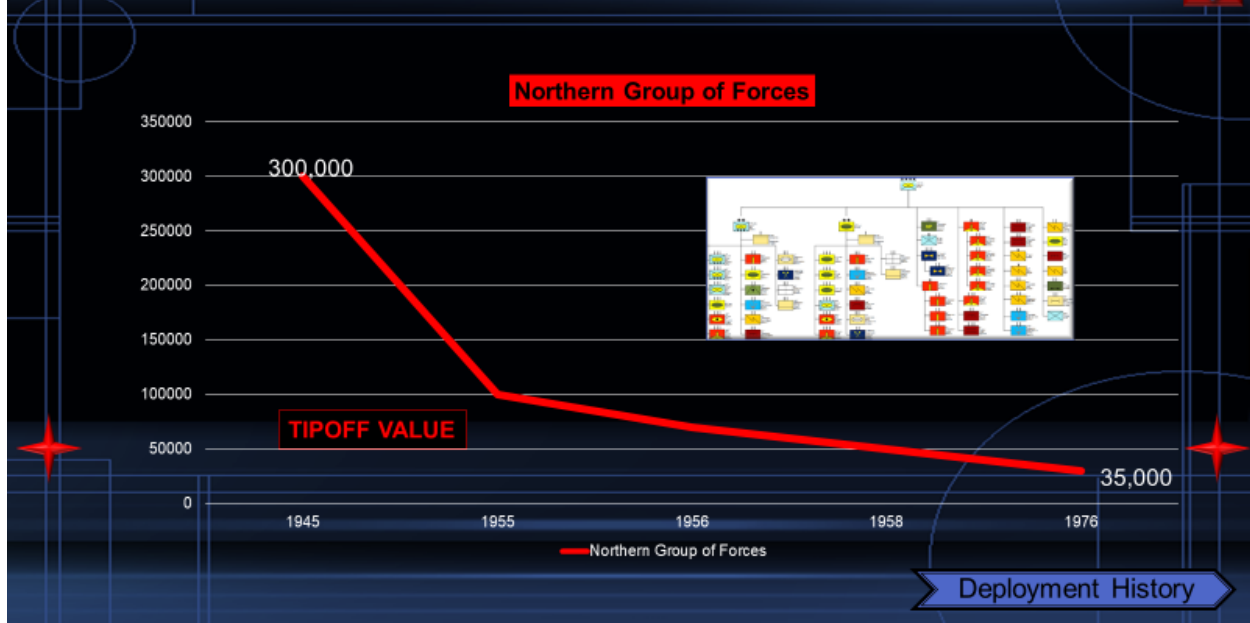 Northern Group of Forces
350000
300,000
300000
250000
200000
150000
100000
TIPOFF VALUE
50000
35,000
0
1945 1955 1956 1958 1976
Northern Group of Forces
Deployment History